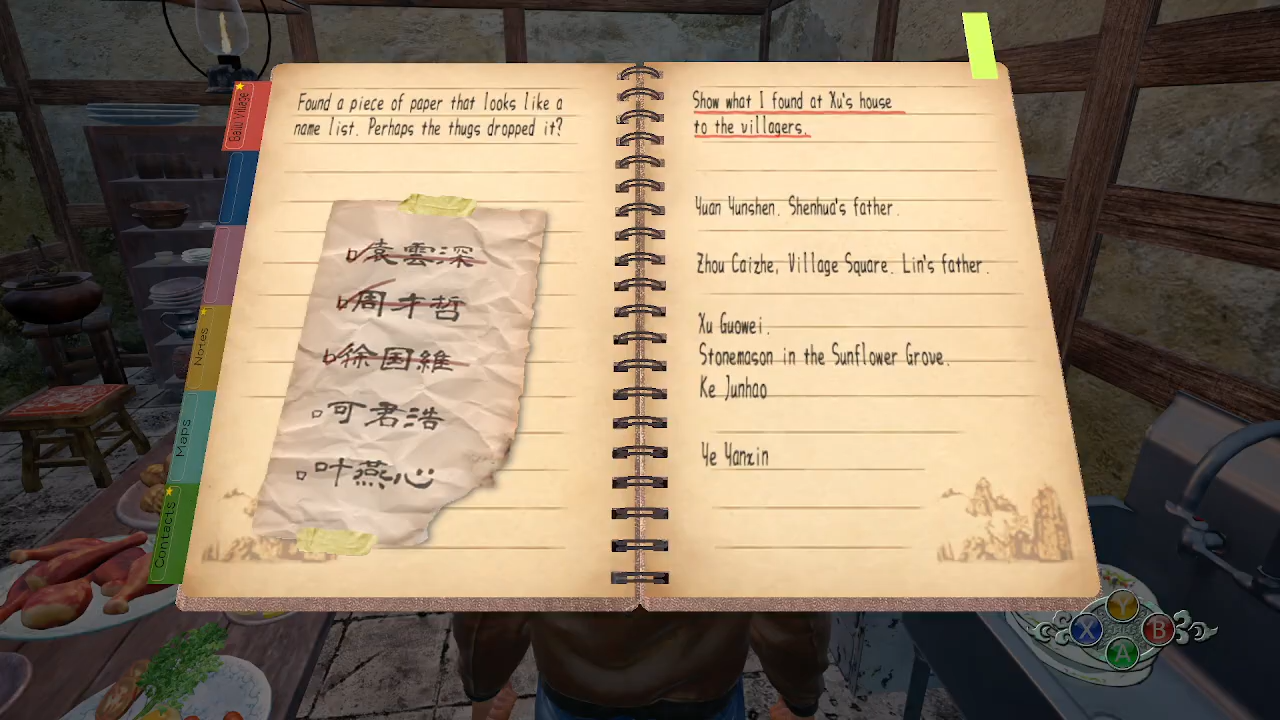 Found a piece of paper that looks like a
name list. Perhaps the thugs dropped it?
袁雲深
周才哲
徐国維
可君浩
叶燕心
Show what I found at Xu's house
to the villagers.
Yuan Yunshen. Shenhua's father.
Zhou Caizhe, Village Square. Lin's father.
Xu Guowei.
Stonemason in the Sunflower Grove.
Ke Junhao
Ye Yanxin
Bailu Village
Notes
Maps
Contacts
X
Y
B
A